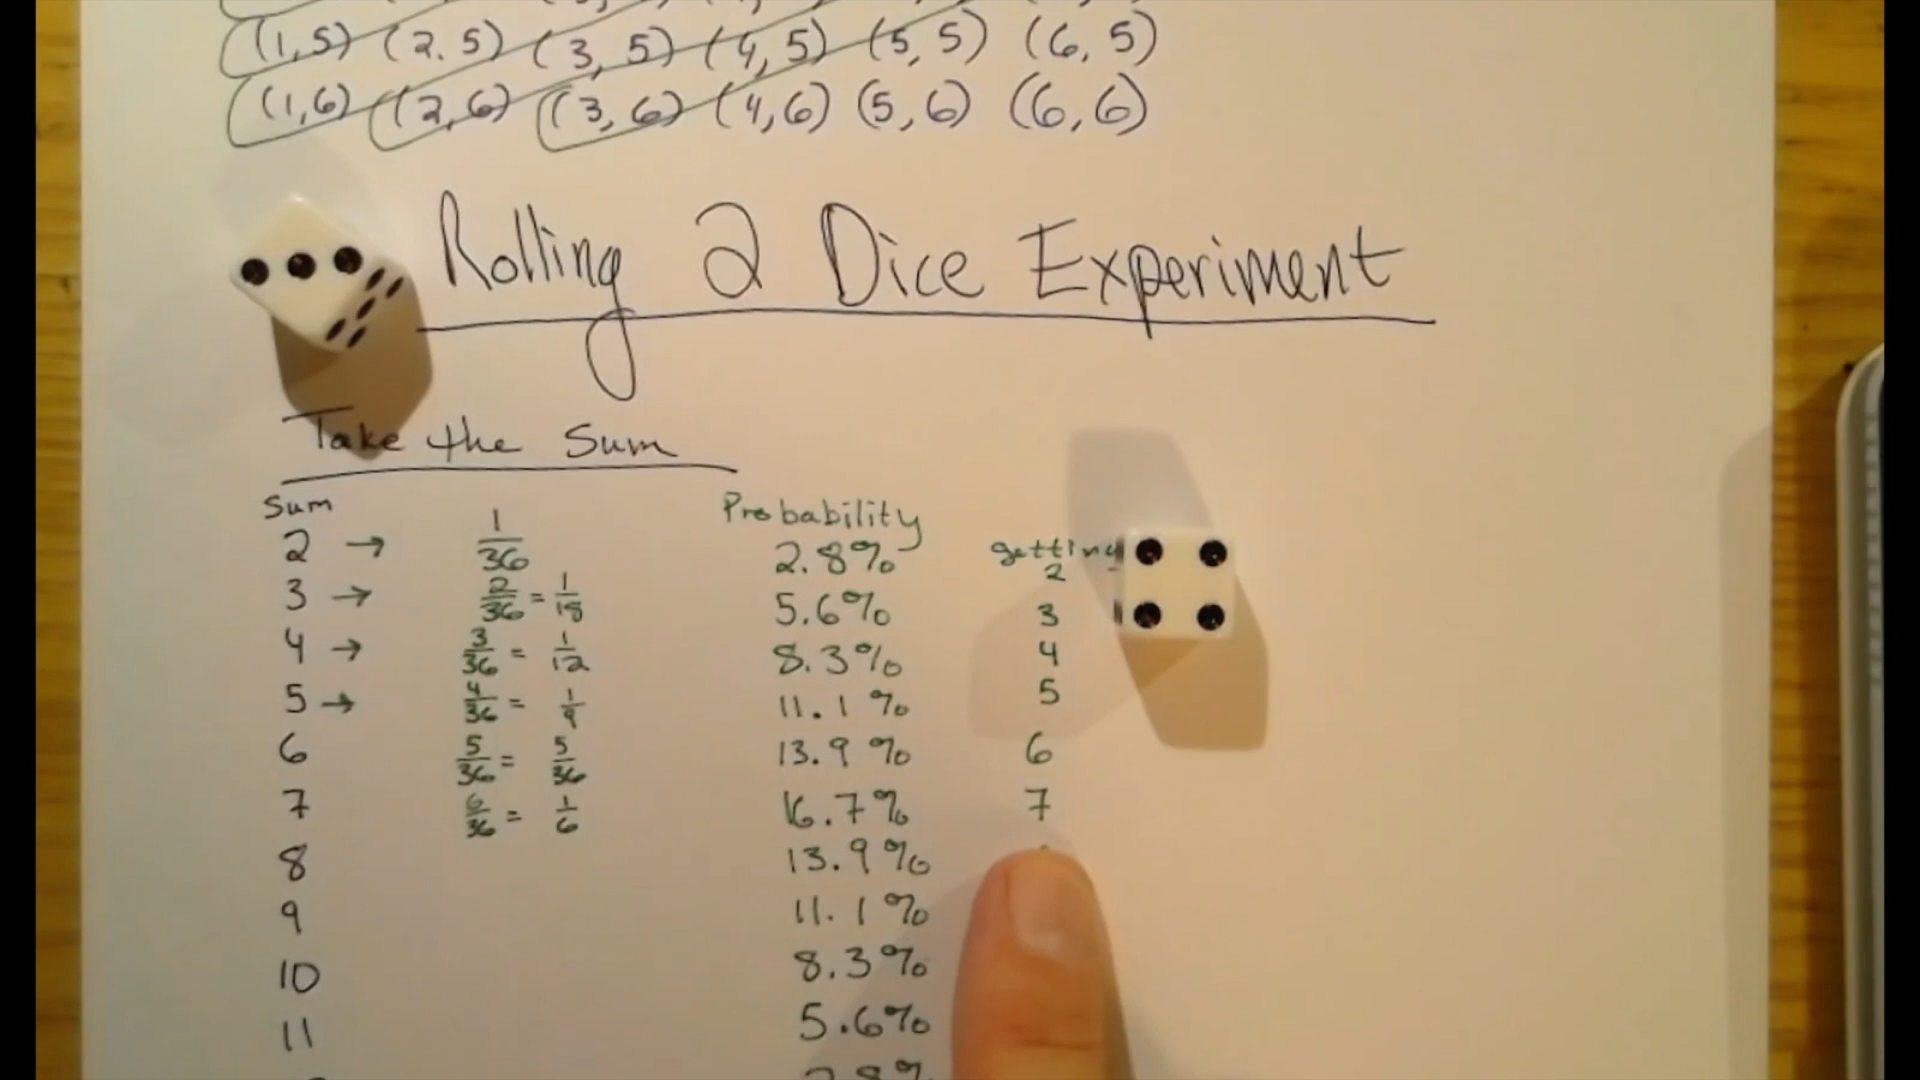 (1,5) (2,5) (3,5) (4,5) (5,5) (6,5)
(1,6) (2,6) (3,6) (4,6) (5,6) (6,6)
Rolling 2 Dice Experiment
Take the Sum
Sum Probability
2 → 1/36 2.8% getting 2
3 → 2/36 = 1/18 5.6% 3
4 → 3/36 = 1/12 8.3% 4
5 → 4/36 = 1/9 11.1% 5
6 5/36 = 5/36 13.9% 6
7 6/36 = 1/6 16.7% 7
8 13.9%
9 11.1%
10 8.3%
11 5.6%